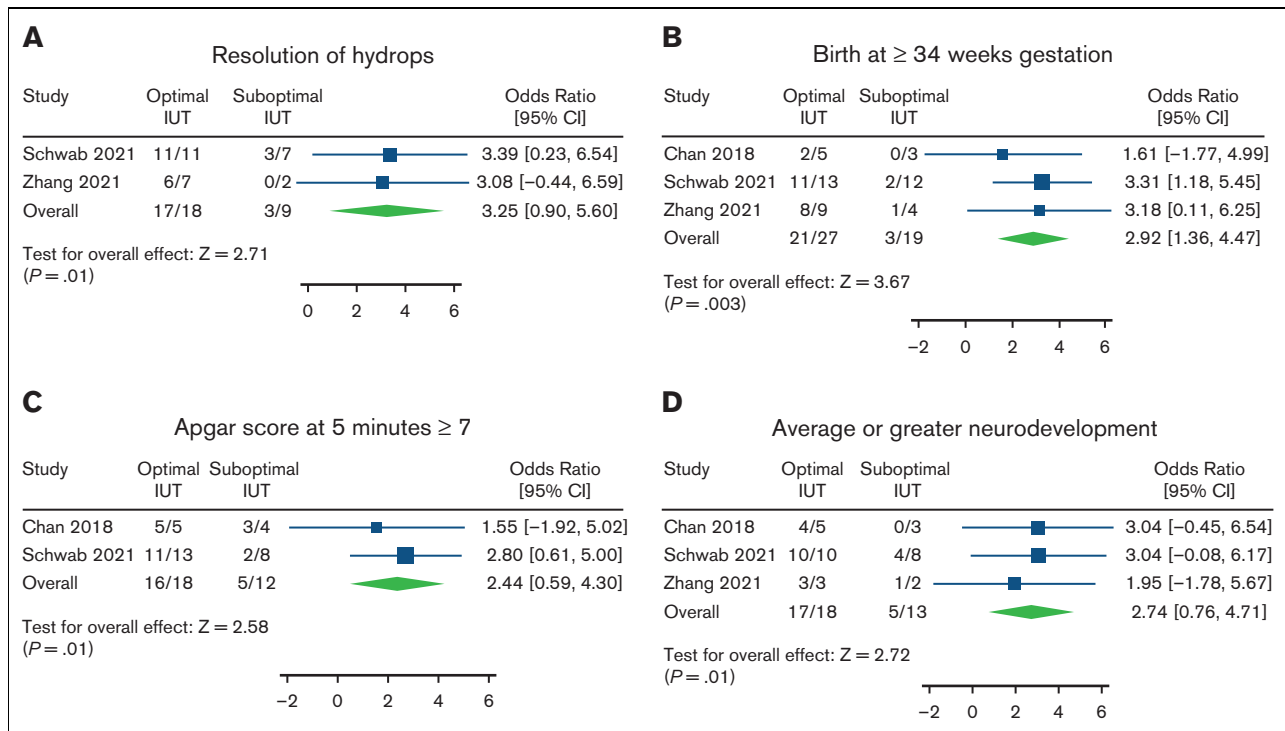 A
Resolution of hydrops
Study Optimal IUT Suboptimal IUT Odds Ratio [95% CI]
Schwab 2021 11/11 3/7 3.39 [0.23, 6.54]
Zhang 2021 6/7 0/2 3.08 [−0.44, 6.59]
Overall 17/18 3/9 3.25 [0.90, 5.60]
Test for overall effect: Z = 2.71
(P = .01)
0 2 4 6
B
Birth at ≥ 34 weeks gestation
Study Optimal IUT Suboptimal IUT Odds Ratio [95% CI]
Chan 2018 2/5 0/3 1.61 [−1.77, 4.99]
Schwab 2021 11/13 2/12 3.31 [1.18, 5.45]
Zhang 2021 8/9 1/4 3.18 [0.11, 6.25]
Overall 21/27 3/19 2.92 [1.36, 4.47]
Test for overall effect: Z = 3.67
(P = .003)
−2 0 2 4 6
C
Apgar score at 5 minutes ≥ 7
Study Optimal IUT Suboptimal IUT Odds Ratio [95% CI]
Chan 2018 5/5 3/4 1.55 [−1.92, 5.02]
Schwab 2021 11/13 2/8 2.80 [0.61, 5.00]
Overall 16/18 5/12 2.44 [0.59, 4.30]
Test for overall effect: Z = 2.58
(P = .01)
−2 0 2 4 6
D
Average or greater neurodevelopment
Study Optimal IUT Suboptimal IUT Odds Ratio [95% CI]
Chan 2018 4/5 0/3 3.04 [−0.45, 6.54]
Schwab 2021 10/10 4/8 3.04 [−0.08, 6.17]
Zhang 2021 3/3 1/2 1.95 [−1.78, 5.67]
Overall 17/18 5/13 2.74 [0.76, 4.71]
Test for overall effect: Z = 2.72
(P = .01)
−2 0 2 4 6